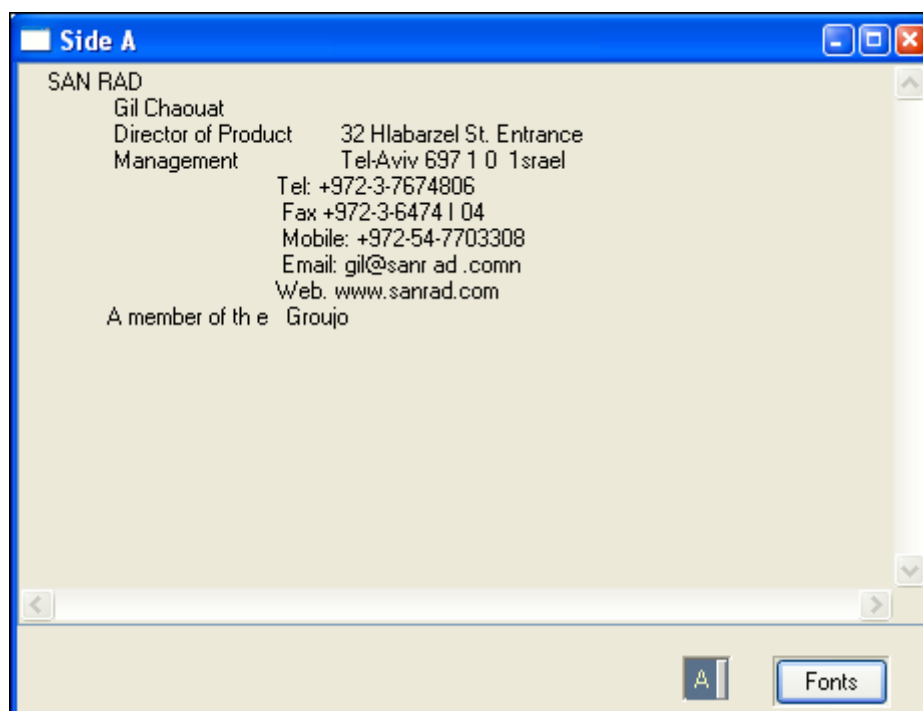 Side A
SAN RAD
Gil Chaouat
Director of Product 32 Hlabarzel St. Entrance
Management Tel-Aviv 697 1 0 1srael
Tel: +972-3-7674806
Fax +972-3-6474 I 04
Mobile: +972-54-7703308
Email: gil@sanr ad .comn
Web. www.sanrad.com
A member of th e Groujo
A
Fonts